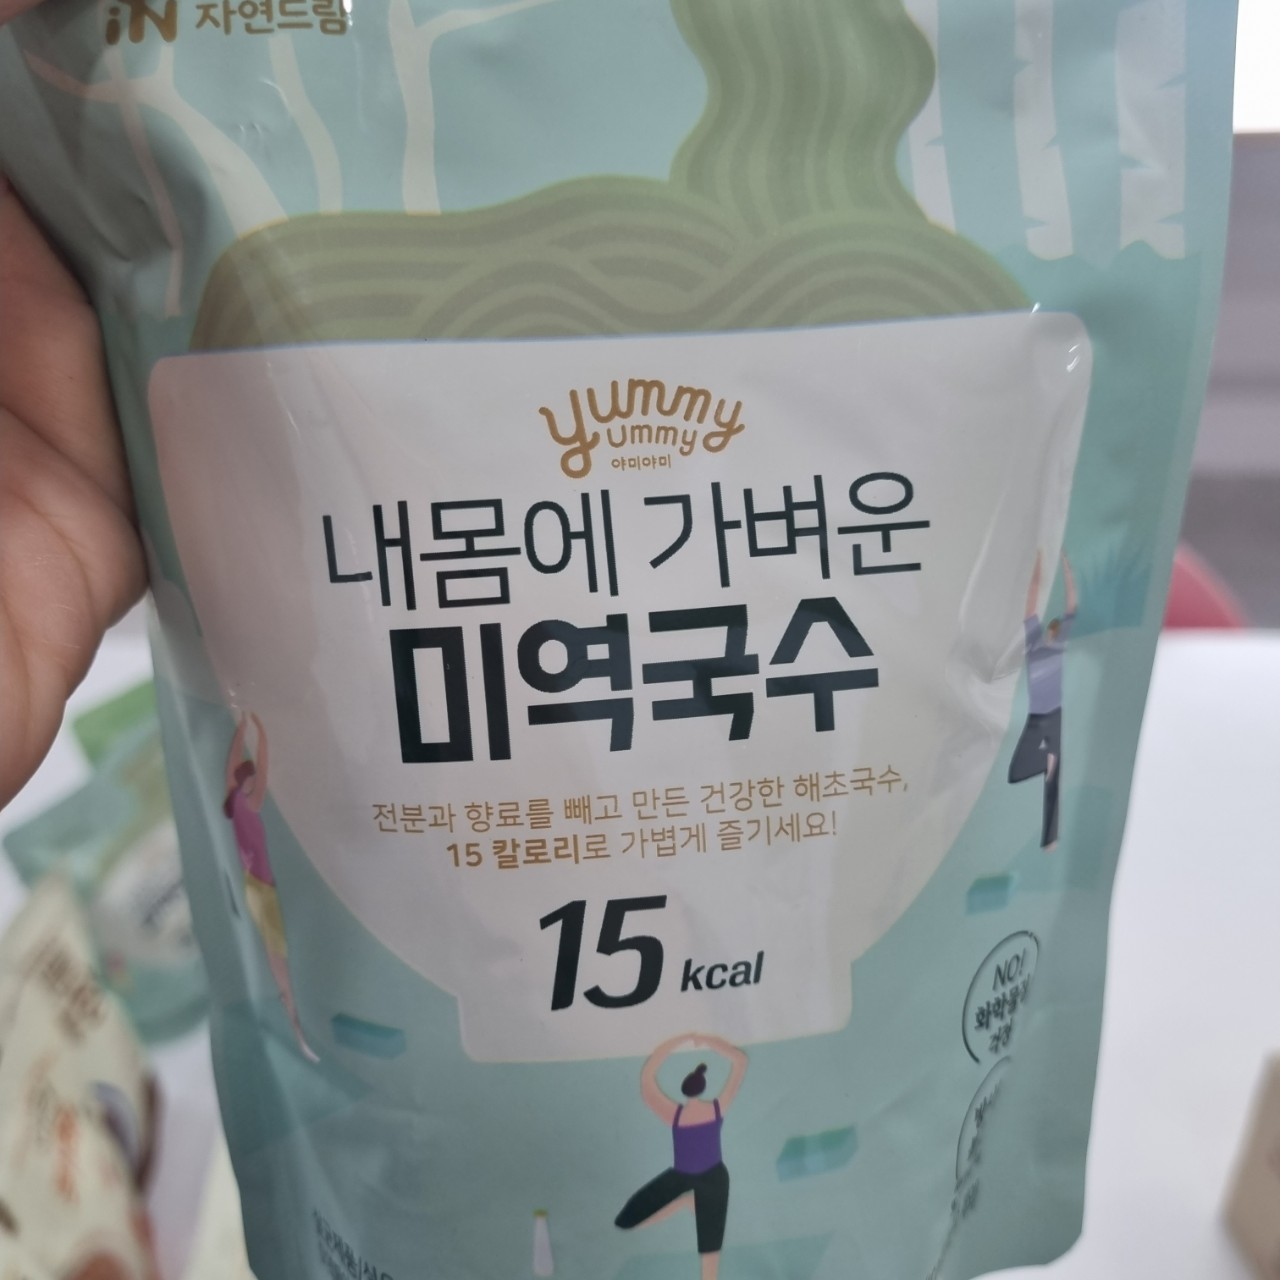 iN 자연드림
yummy
ummy
야미야미
내몸에 가벼운
미역국수
전분과 향료를 빼고 만든 건강한 해초국수,
15 칼로리로 가볍게 즐기세요!
15 kcal
NO!
화학물질
걱정